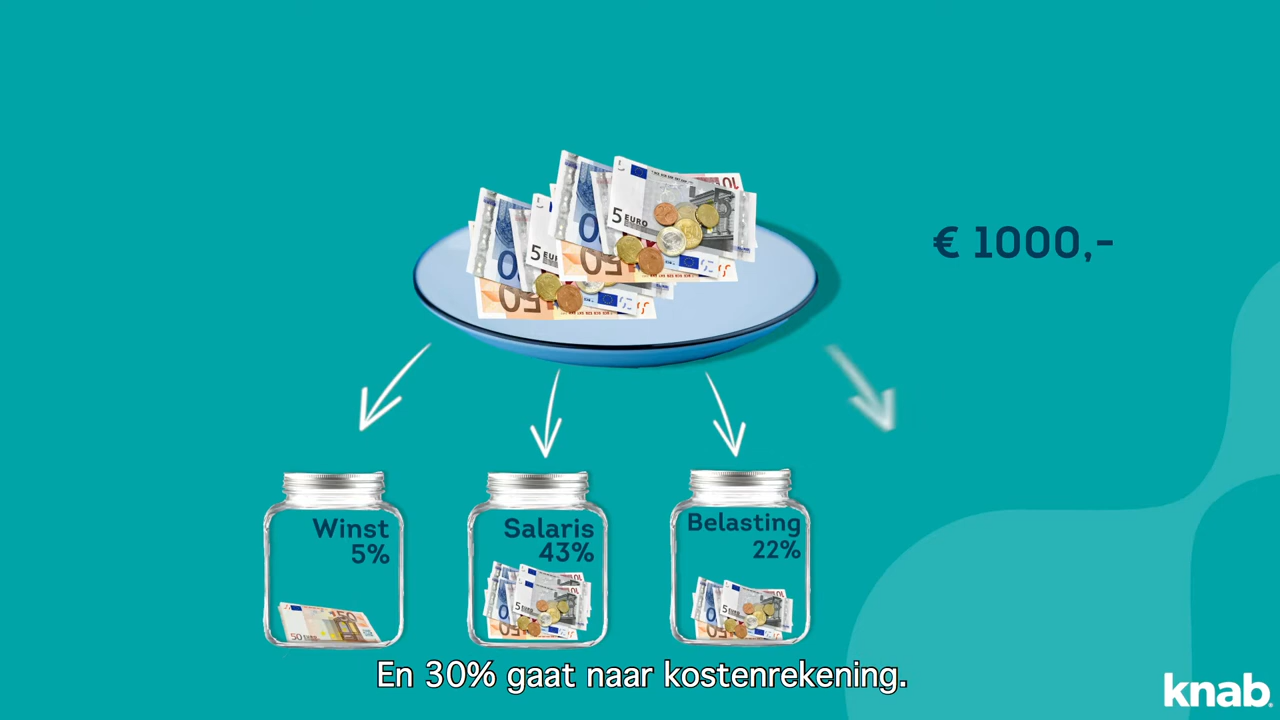 € 1000,-
Winst
5%
Salaris
43%
Belasting
22%
En 30% gaat naar kostenrekening.
knab.